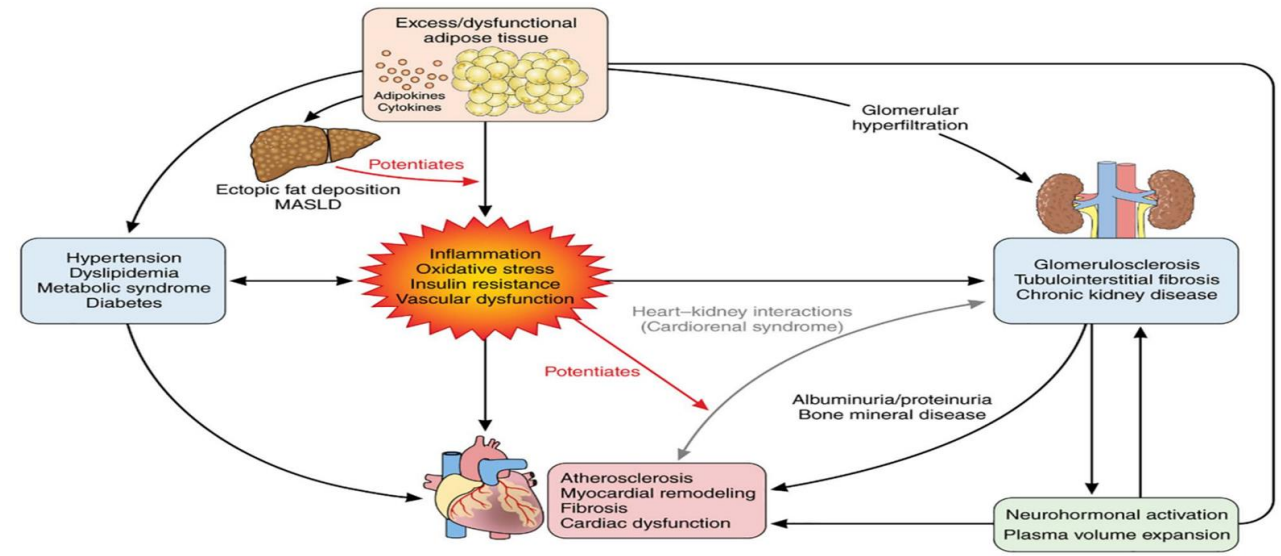 Excess/dysfunctional
adipose tissue
Adipokines
Cytokines
Glomerular
hyperfiltration
Potentiates
Ectopic fat deposition
MASLD
Hypertension
Dyslipidemia
Metabolic syndrome
Diabetes
Inflammation
Oxidative stress
Insulin resistance
Vascular dysfunction
Glomerulosclerosis
Tubulointerstitial fibrosis
Chronic kidney disease
Heart–kidney interactions
(Cardiorenal syndrome)
Potentiates
Albuminuria/proteinuria
Bone mineral disease
Atherosclerosis
Myocardial remodeling
Fibrosis
Cardiac dysfunction
Neurohormonal activation
Plasma volume expansion